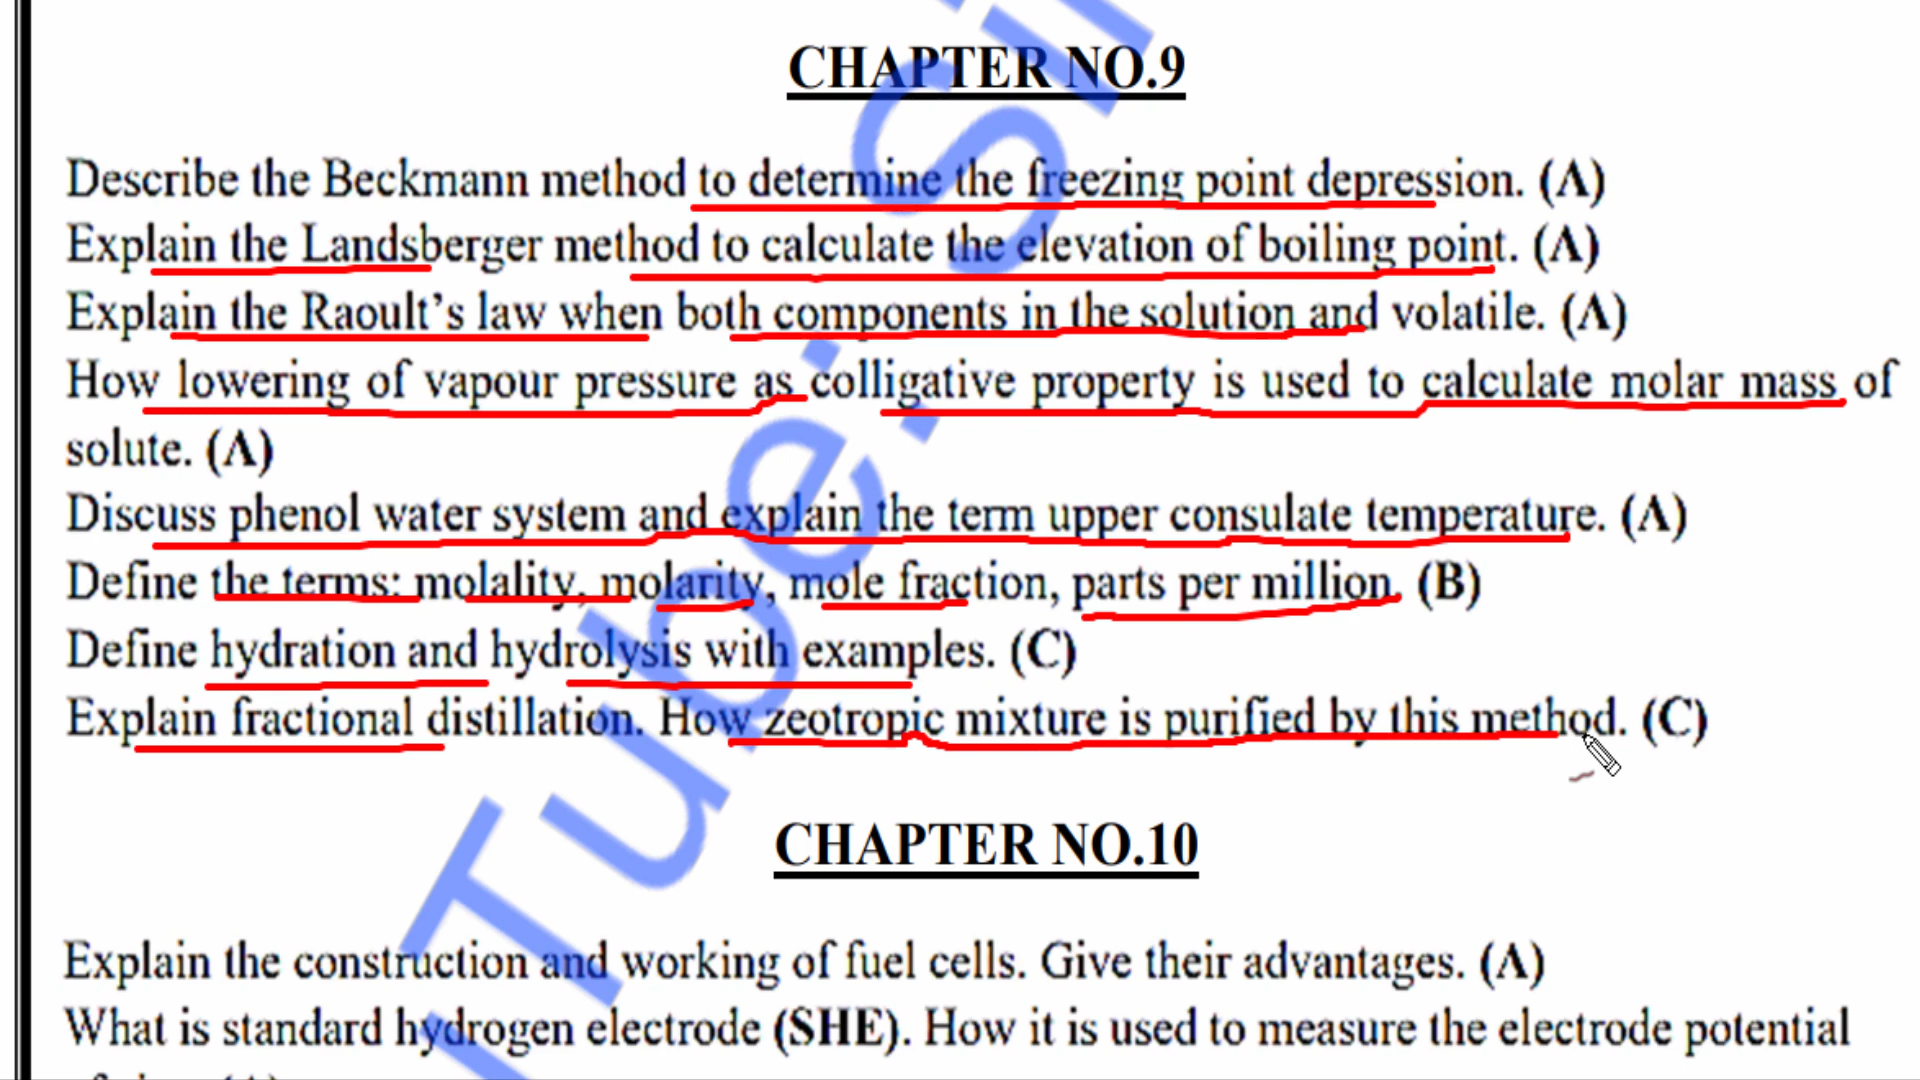 CHAPTER NO.9
Describe the Beckmann method to determine the freezing point depression. (A)
Explain the Landsberger method to calculate the elevation of boiling point. (A)
Explain the Raoult’s law when both components in the solution and volatile. (A)
How lowering of vapour pressure as colligative property is used to calculate molar mass of
solute. (A)
Discuss phenol water system and explain the term upper consulate temperature. (A)
Define the terms: molality, molarity, mole fraction, parts per million. (B)
Define hydration and hydrolysis with examples. (C)
Explain fractional distillation. How zeotropic mixture is purified by this method. (C)
CHAPTER NO.10
Explain the construction and working of fuel cells. Give their advantages. (A)
What is standard hydrogen electrode (SHE). How it is used to measure the electrode potential
Tube: Si